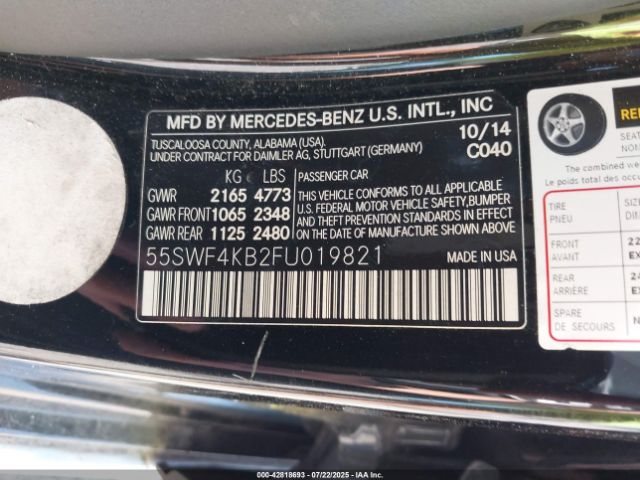 MFD BY MERCEDES-BENZ U.S. INTL., INC
TUSCALOOSA COUNTY, ALABAMA (USA).
UNDER CONTRACT FOR DAIMLER AG, STUTTGART (GERMANY)
10/14
C040
KG LBS
GVWR 2165 4773
GAWR FRONT 1065 2348
GAWR REAR 1125 2480
PASSENGER CAR
THIS VEHICLE CONFORMS TO ALL APPLICABLE
U.S. FEDERAL MOTOR VEHICLE SAFETY,BUMPER
AND THEFT PREVENTION STANDARDS IN EFFECT
ON THE DATE OF MANUFACTURE SHOWN ABOVE
55SWF4KB2FU019821
MADE IN USA
The combined we
Le poids total des occ
TIRE
PNEU
FRONT
AVANT
REAR
ARRIÈRE
SPARE
DE SECOURS
000-42818693 - 07/22/2025 - IAAI.COM